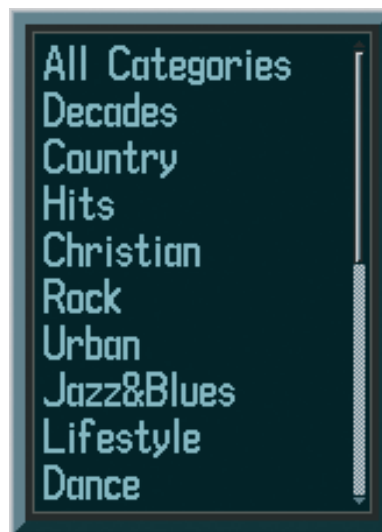 All Categories
Decades
Country
Hits
Christian
Rock
Urban
Jazz&Blues
Lifestyle
Dance